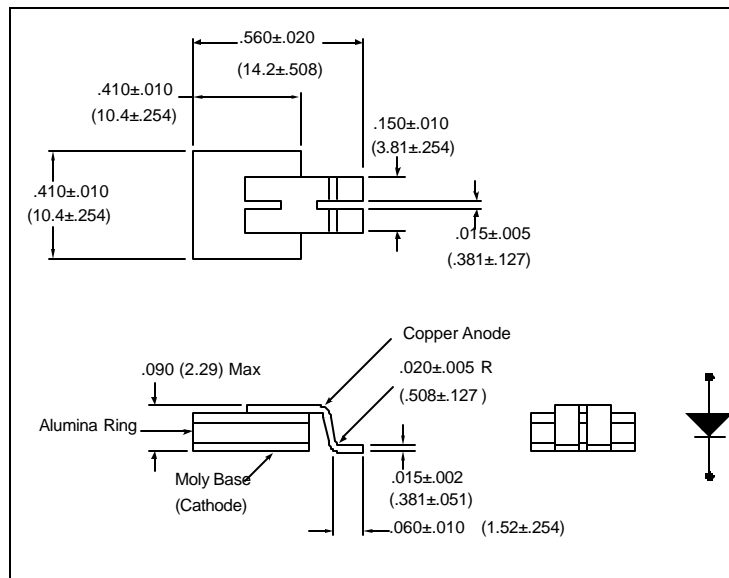 .560±.020
(14.2±.508)
.410±.010
(10.4±.254)
.150±.010
(3.81±.254)
.410±.010
(10.4±.254)
.015±.005
(.381±.127)
Copper Anode
.090 (2.29) Max
.020±.005 R
(.508±.127 )
Alumina Ring
Moly Base
(Cathode)
.015±.002
(.381±.051)
.060±.010 (1.52±.254)